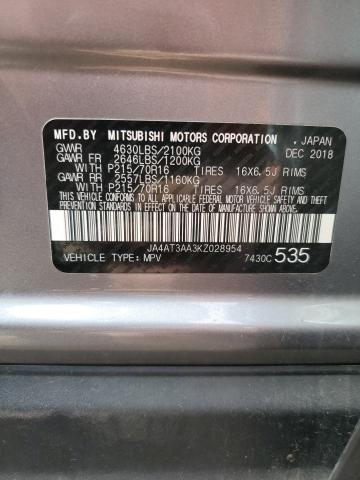 MFD.BY MITSUBISHI MOTORS CORPORATION , JAPAN
GVWR 4630LBS/2100KG DEC 2018
GAWR FR 2646LBS/1200KG
WITH P215/70R16 TIRES 16X6.5J RIMS
GAWR RR 2557LBS/1160KG
WITH P215/70R16 TIRES 16X6.5J RIMS
THIS VEHICLE CONFORMS TO ALL APPLICABLE FEDERAL MOTOR
VEHICLE SAFETY, BUMPER AND THEFT
PREVENTION STANDARDS IN EFFECT ON THE
DATE OF MANUFACTURE SHOWN ABOVE.
JA4AT3AA3KZ028954
VEHICLE TYPE: MPV 7430C 535